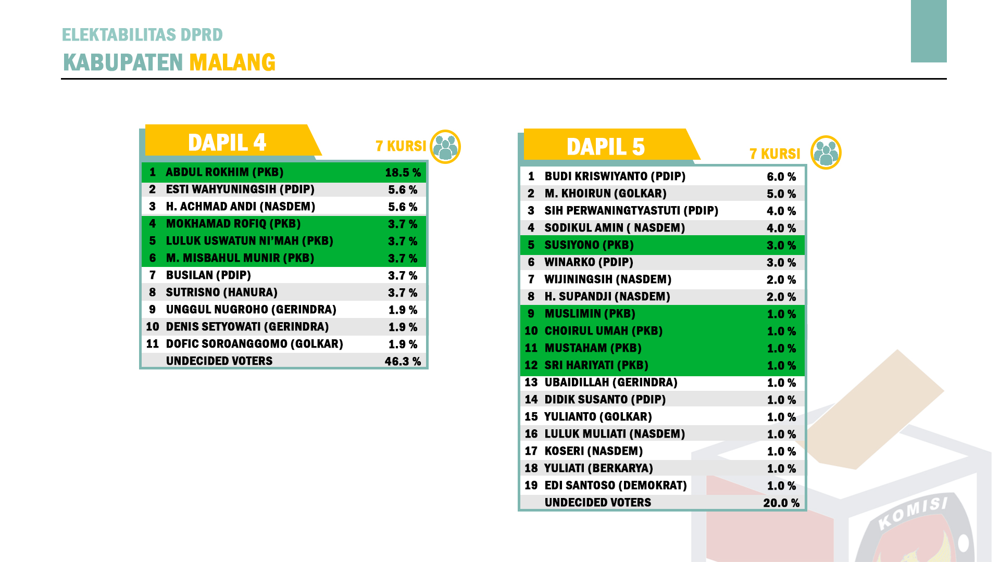 ELEKTABILITAS DPRD
KABUPATEN MALANG
DAPIL 4
7 KURSI
1 ABDUL ROKHIM (PKB) 18.5 %
2 ESTI WAHYUNINGSIH (PDIP) 5.6 %
3 H. ACHMAD ANDI (NASDEM) 5.6 %
4 MOKHAMAD ROFIQ (PKB) 3.7 %
5 LULUK USWATUN NI’MAH (PKB) 3.7 %
6 M. MISBAHUL MUNIR (PKB) 3.7 %
7 BUSILAN (PDIP) 3.7 %
8 SUTRISNO (HANURA) 3.7 %
9 UNGGUL NUGROHO (GERINDRA) 1.9 %
10 DENIS SETYOWATI (GERINDRA) 1.9 %
11 DOFIC SOROANGGOMO (GOLKAR) 1.9 %
UNDECIDED VOTERS 46.3 %
DAPIL 5
7 KURSI
1 BUDI KRISWIYANTO (PDIP) 6.0 %
2 M. KHOIRUN (GOLKAR) 5.0 %
3 SIH PERWANINGTYASTUTI (PDIP) 4.0 %
4 SODIKUL AMIN ( NASDEM) 4.0 %
5 SUSIYONO (PKB) 3.0 %
6 WINARKO (PDIP) 3.0 %
7 WIJININGSIH (NASDEM) 2.0 %
8 H. SUPANDJI (NASDEM) 2.0 %
9 MUSLIMIN (PKB) 1.0 %
10 CHOIRUL UMAH (PKB) 1.0 %
11 MUSTAHAM (PKB) 1.0 %
12 SRI HARIYATI (PKB) 1.0 %
13 UBAIDILLAH (GERINDRA) 1.0 %
14 DIDIK SUSANTO (PDIP) 1.0 %
15 YULIANTO (GOLKAR) 1.0 %
16 LULUK MULIATI (NASDEM) 1.0 %
17 KOSERI (NASDEM) 1.0 %
18 YULIATI (BERKARYA) 1.0 %
19 EDI SANTOSO (DEMOKRAT) 1.0 %
UNDECIDED VOTERS 20.0 %
KOMISI